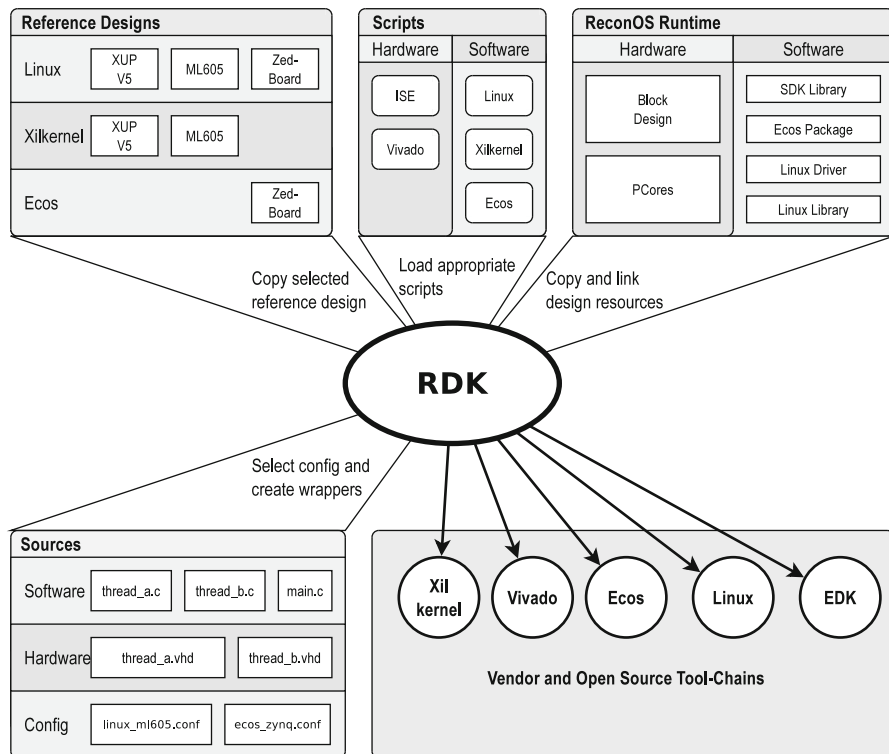 Reference Designs
Linux
XUP
V5
ML605
Zed-
Board
Xilkernel
XUP
V5
ML605
Ecos
Zed-
Board
Scripts
Hardware
Software
ISE
Linux
Vivado
Xilkernel
Ecos
ReconOS Runtime
Hardware
Software
Block
Design
PCores
SDK Library
Ecos Package
Linux Driver
Linux Library
Copy selected
reference design
Load appropriate
scripts
Copy and link
design resources
RDK
Select config and
create wrappers
Sources
Software
thread_a.c
thread_b.c
main.c
Hardware
thread_a.vhd
thread_b.vhd
Config
linux_ml605.conf
ecos_zynq.conf
Xil
kernel
Vivado
Ecos
Linux
EDK
Vendor and Open Source Tool-Chains